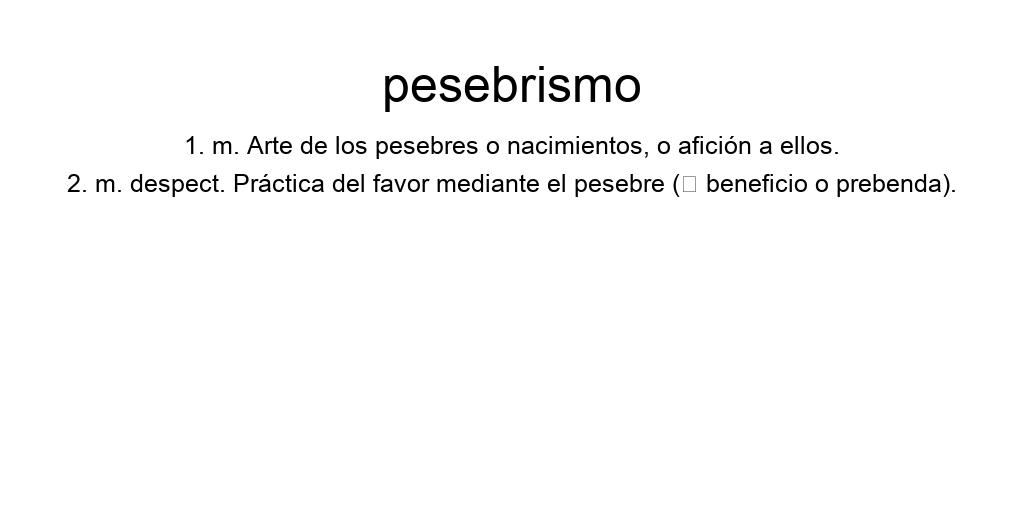 pesebrismo
1. m. Arte de los pesebres o nacimientos, o afición a ellos.
2. m. despect. Práctica del favor mediante el pesebre (□ beneficio o prebenda).